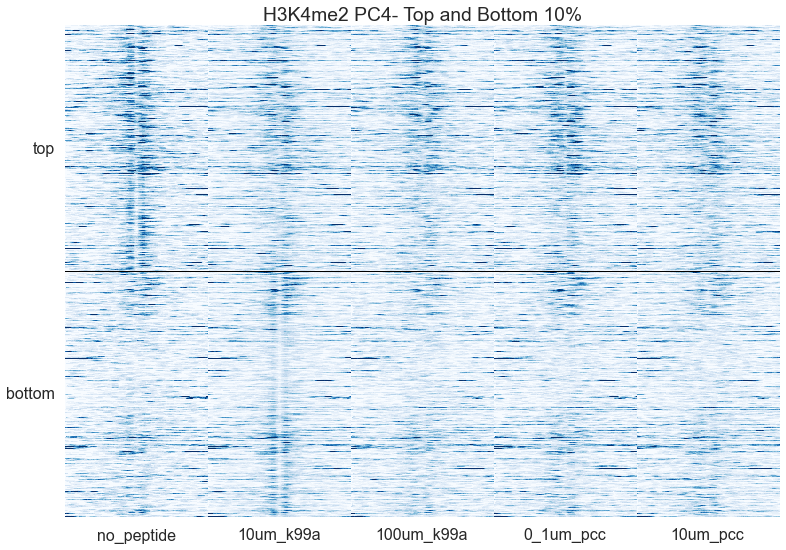 H3K4me2 PC4- Top and Bottom 10%
top
bottom
no_peptide
10um_k99a
100um_k99a
0_1um_pcc
10um_pcc